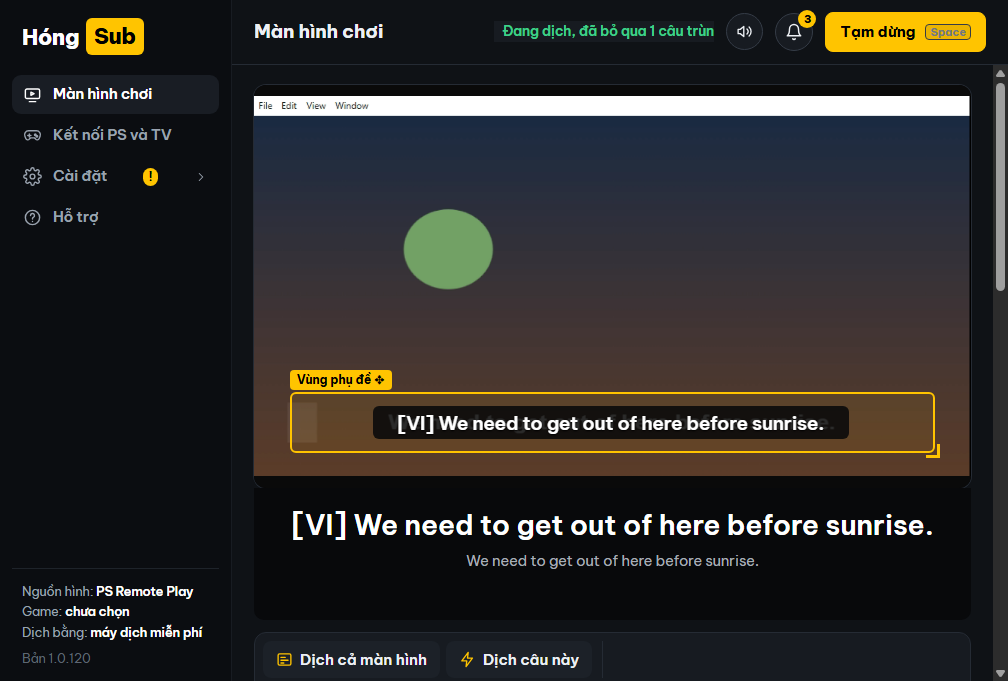 Hóng Sub
Màn hình chơi
Kết nối PS và TV
Cài đặt
!
Hỗ trợ
Nguồn hình: PS Remote Play
Game: chưa chọn
Dịch bằng: máy dịch miễn phí
Bản 1.0.120
Màn hình chơi
Đang dịch, đã bỏ qua 1 câu trùn
3
Tạm dừng Space
File Edit View Window
Vùng phụ đề
[VI] We need to get out of here before sunrise.
[VI] We need to get out of here before sunrise.
We need to get out of here before sunrise.
Dịch cả màn hình
Dịch câu này